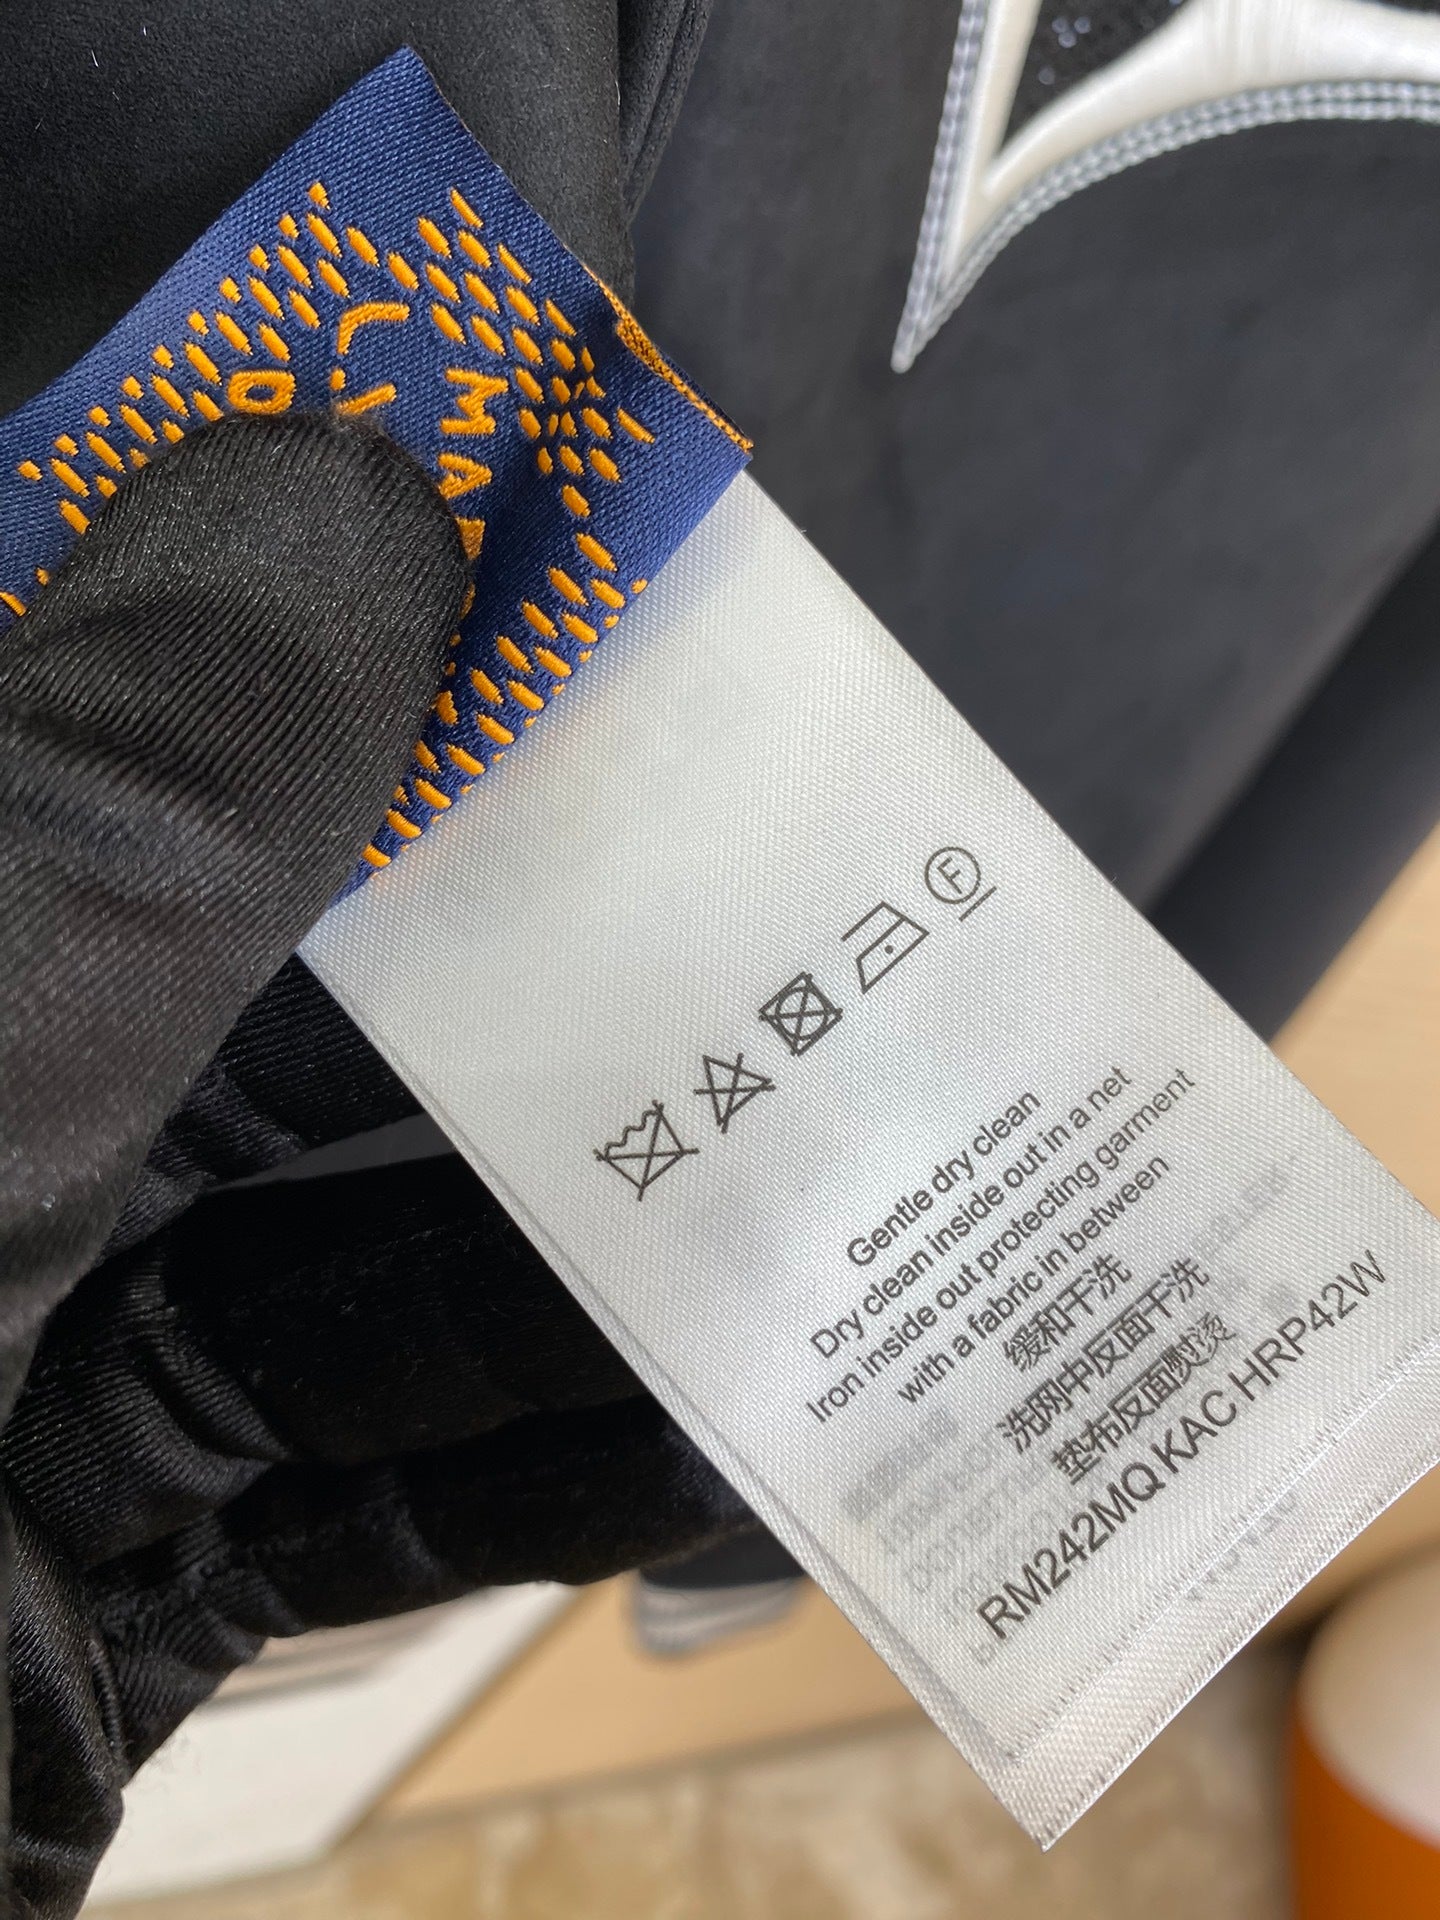 MA
F
Gentle dry clean
Dry clean inside out in a net
Iron inside out protecting garment
with a fabric in between
缓和干洗
洗网中反面干洗
垫布反面熨烫
RM242MQ KAC HRP42W